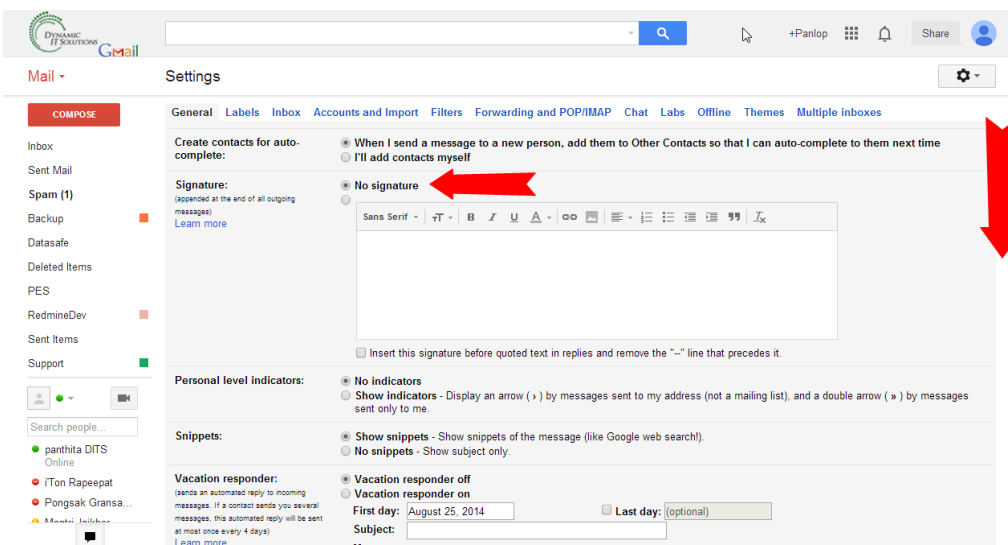 DYNAMIC
IT SOLUTIONS
Gmail
+Panlop
Share
Mail
Settings
COMPOSE
General Labels Inbox Accounts and Import Filters Forwarding and POP/IMAP Chat Labs Offline Themes Multiple inboxes
Inbox
Sent Mail
Spam (1)
Backup
Datasafe
Deleted Items
PES
RedmineDev
Sent Items
Support
Search people...
panthita DITS
Online
iTon Rapeepat
Pongsak Gransa...
Create contacts for auto-
complete:
When I send a message to a new person, add them to Other Contacts so that I can auto-complete to them next time
I'll add contacts myself
Signature:
(appended at the end of all outgoing
messages)
Learn more
No signature
Sans Serif
Insert this signature before quoted text in replies and remove the "--" line that precedes it.
Personal level indicators:
No indicators
Show indicators - Display an arrow ( › ) by messages sent to my address (not a mailing list), and a double arrow ( » ) by messages
sent only to me.
Snippets:
Show snippets - Show snippets of the message (like Google web search!).
No snippets - Show subject only.
Vacation responder:
(sends an automated reply to incoming
messages. If a contact sends you several
messages, this automated reply will be sent
at most once every 4 days)
Learn more
Vacation responder off
Vacation responder on
First day: August 25, 2014
Last day: (optional)
Subject: